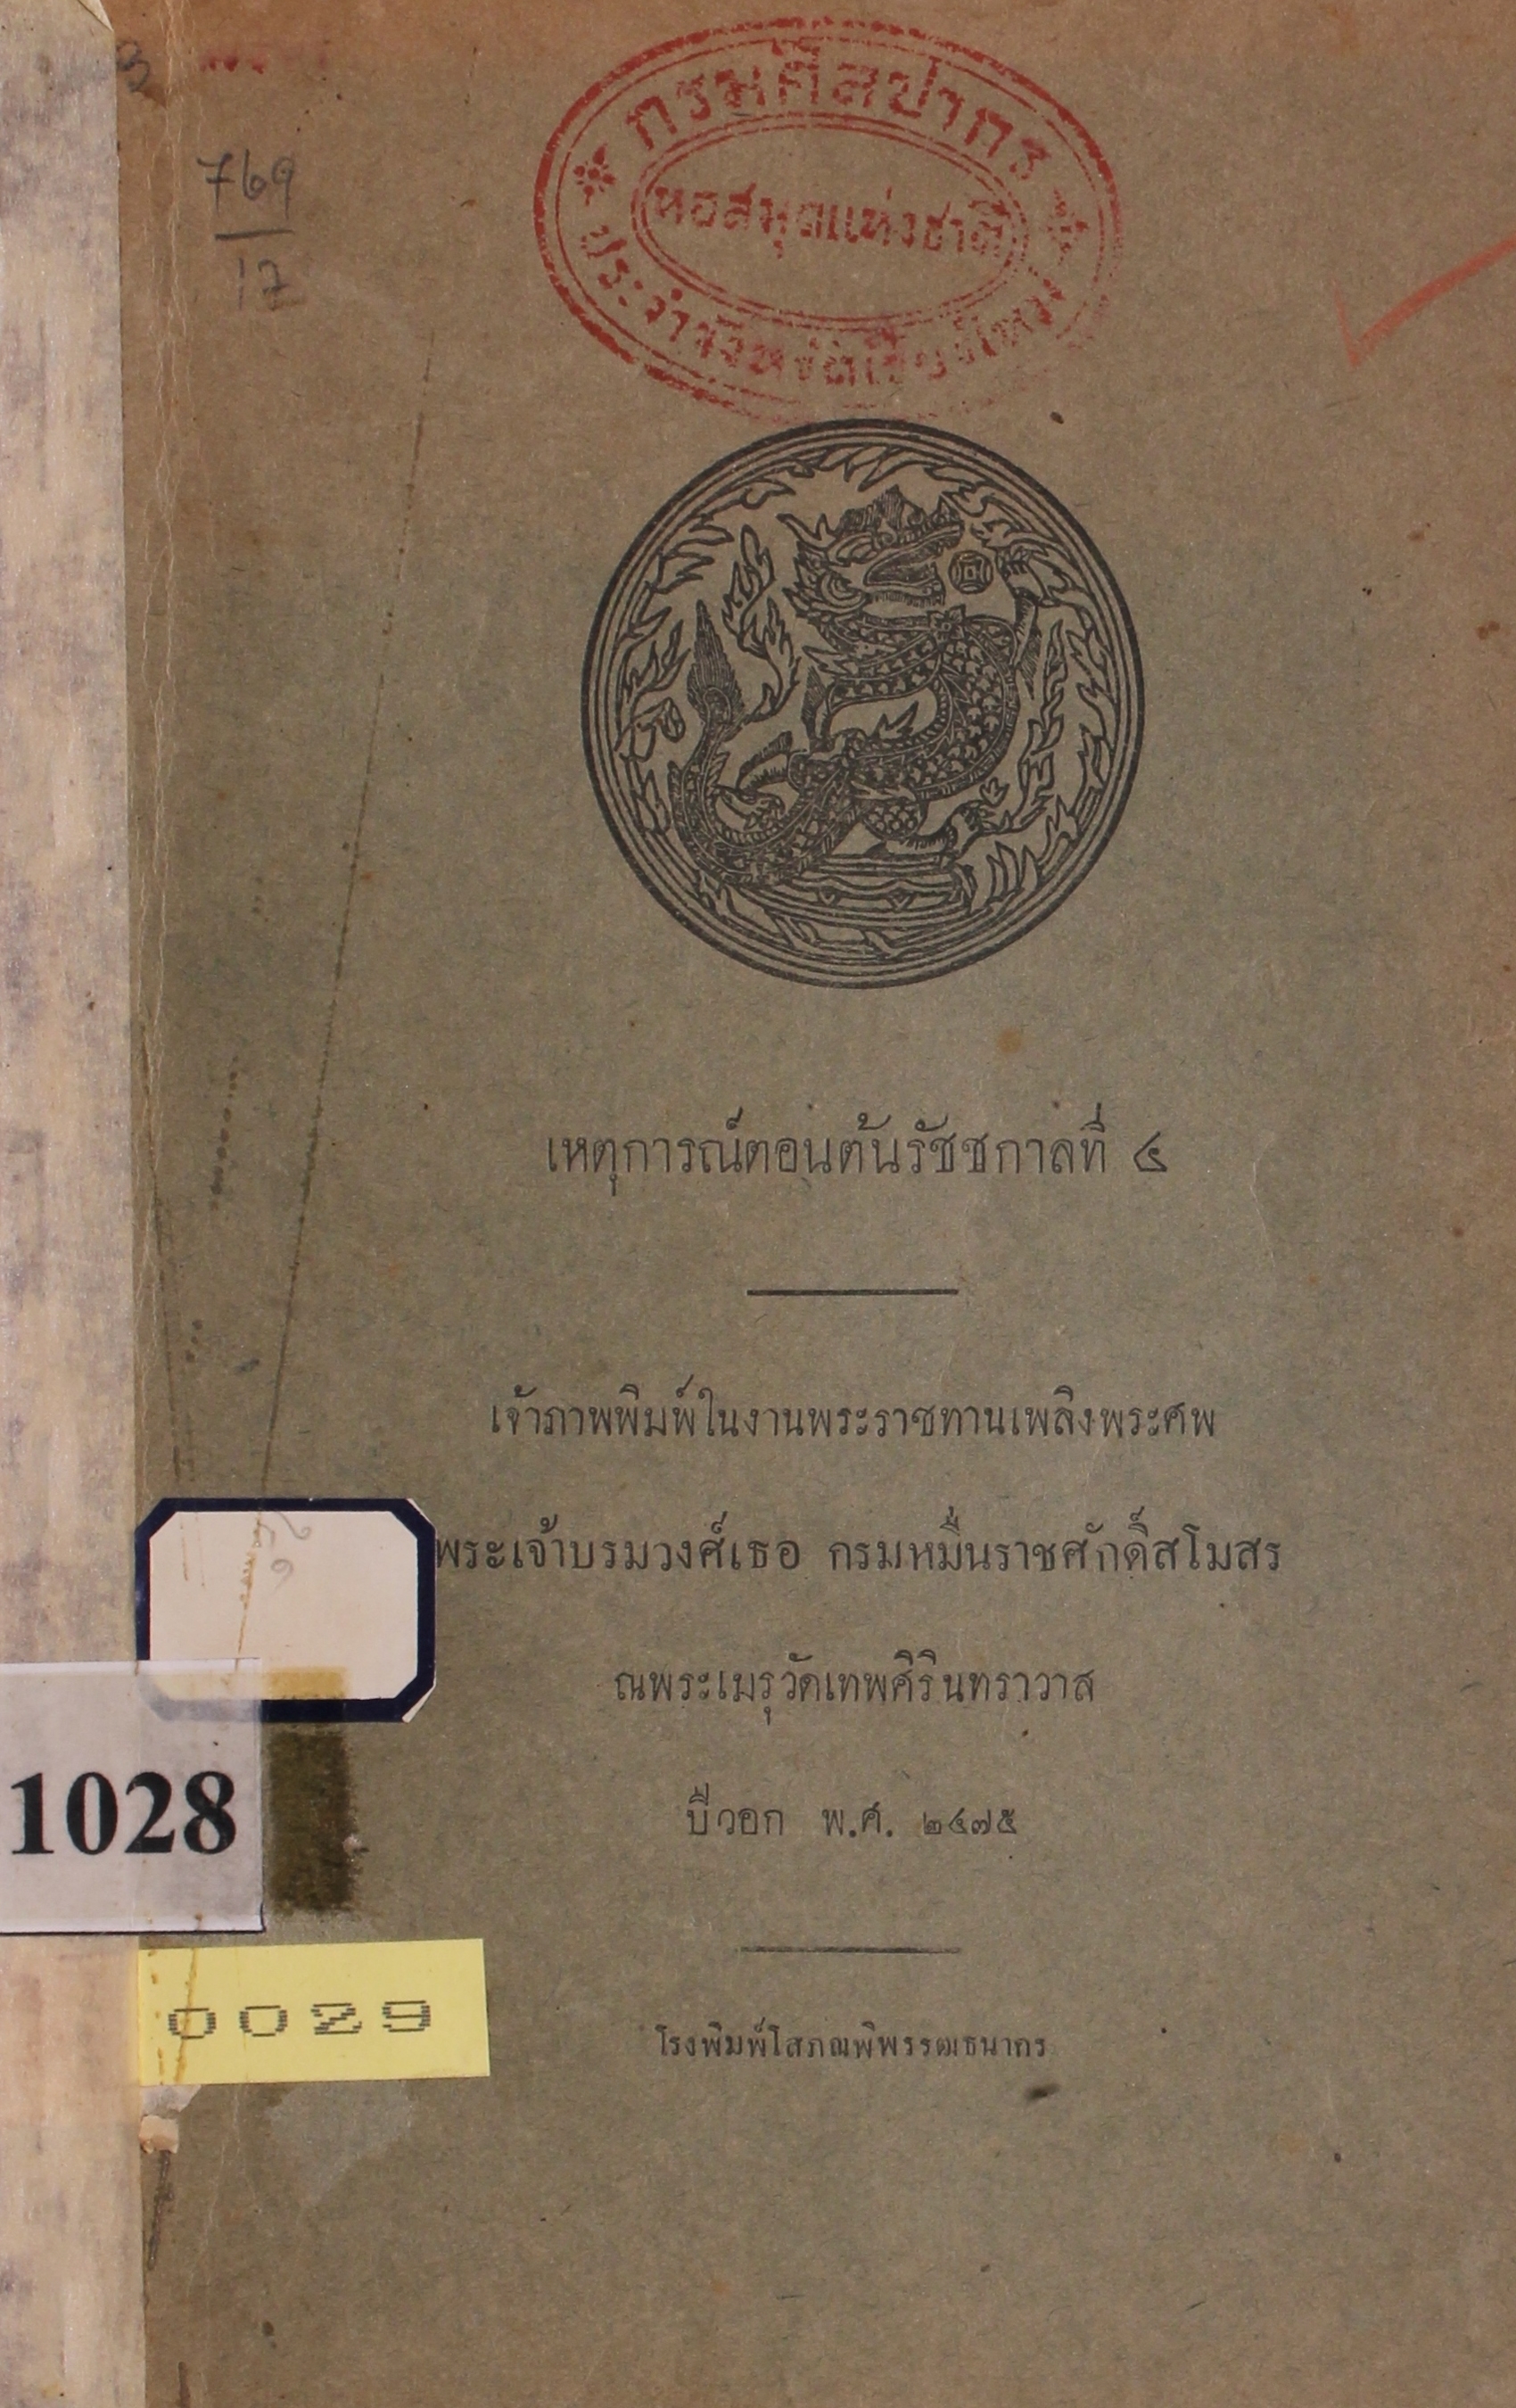 769
17
กรมศิลปากร
หอสมุดแห่งชาติ
ประจำจังหวัด
เหตุการณ์ตอนต้นรัชชกาลที่ ๔
เจ้าภาพพิมพ์ในงานพระราชทานเพลิงพระศพ
พระเจ้าบรมวงศ์เธอ กรมหมื่นราชศักดิ์สโมสร
ณพระเมรุวัดเทพศิรินทราวาส
ปีวอก พ.ศ. ๒๔๗๕
1028
0029
โรงพิมพ์โสภณพิพรรฒธนากร